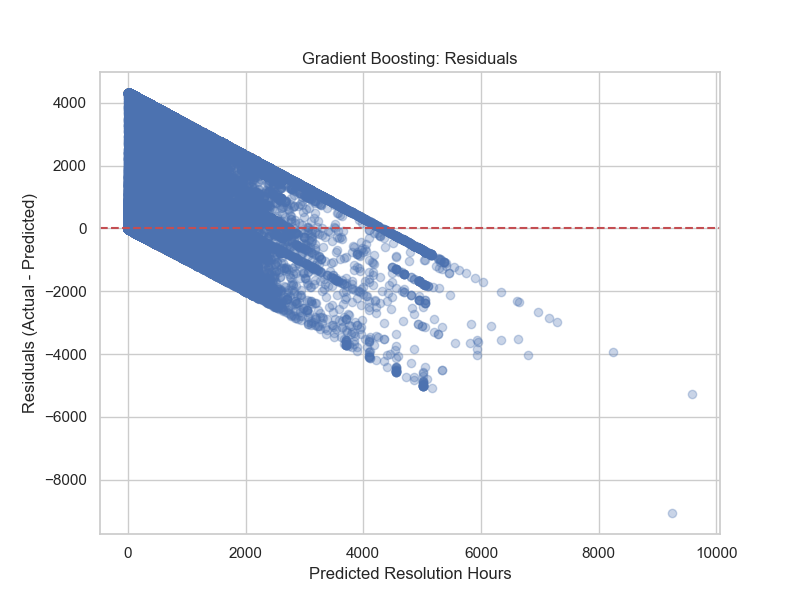 Gradient Boosting: Residuals
Residuals (Actual - Predicted)
4000
2000
0
−2000
−4000
−6000
−8000
0 2000 4000 6000 8000 10000
Predicted Resolution Hours